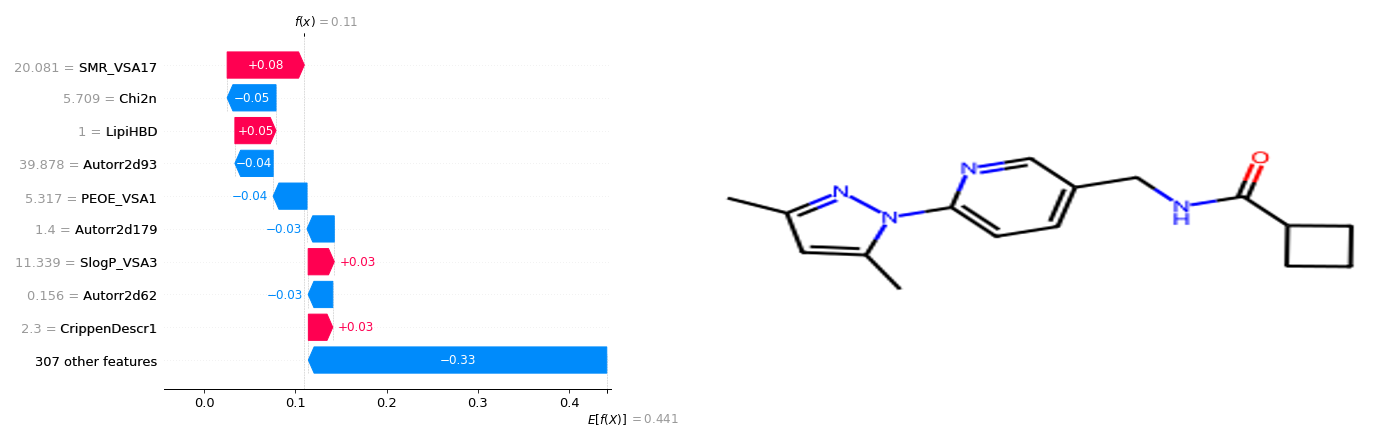 f(x) = 0.11
20.081 = SMR_VSA17
+0.08
5.709 = Chi2n
−0.05
1 = LipiHBD
+0.05
39.878 = Autorr2d93
−0.04
5.317 = PEOE_VSA1
−0.04
1.4 = Autorr2d179
−0.03
11.339 = SlogP_VSA3
+0.03
0.156 = Autorr2d62
−0.03
2.3 = CrippenDescr1
+0.03
307 other features
−0.33
0.0 0.1 0.2 0.3 0.4
E[f(X)] = 0.441
N
N
N
N
H
O